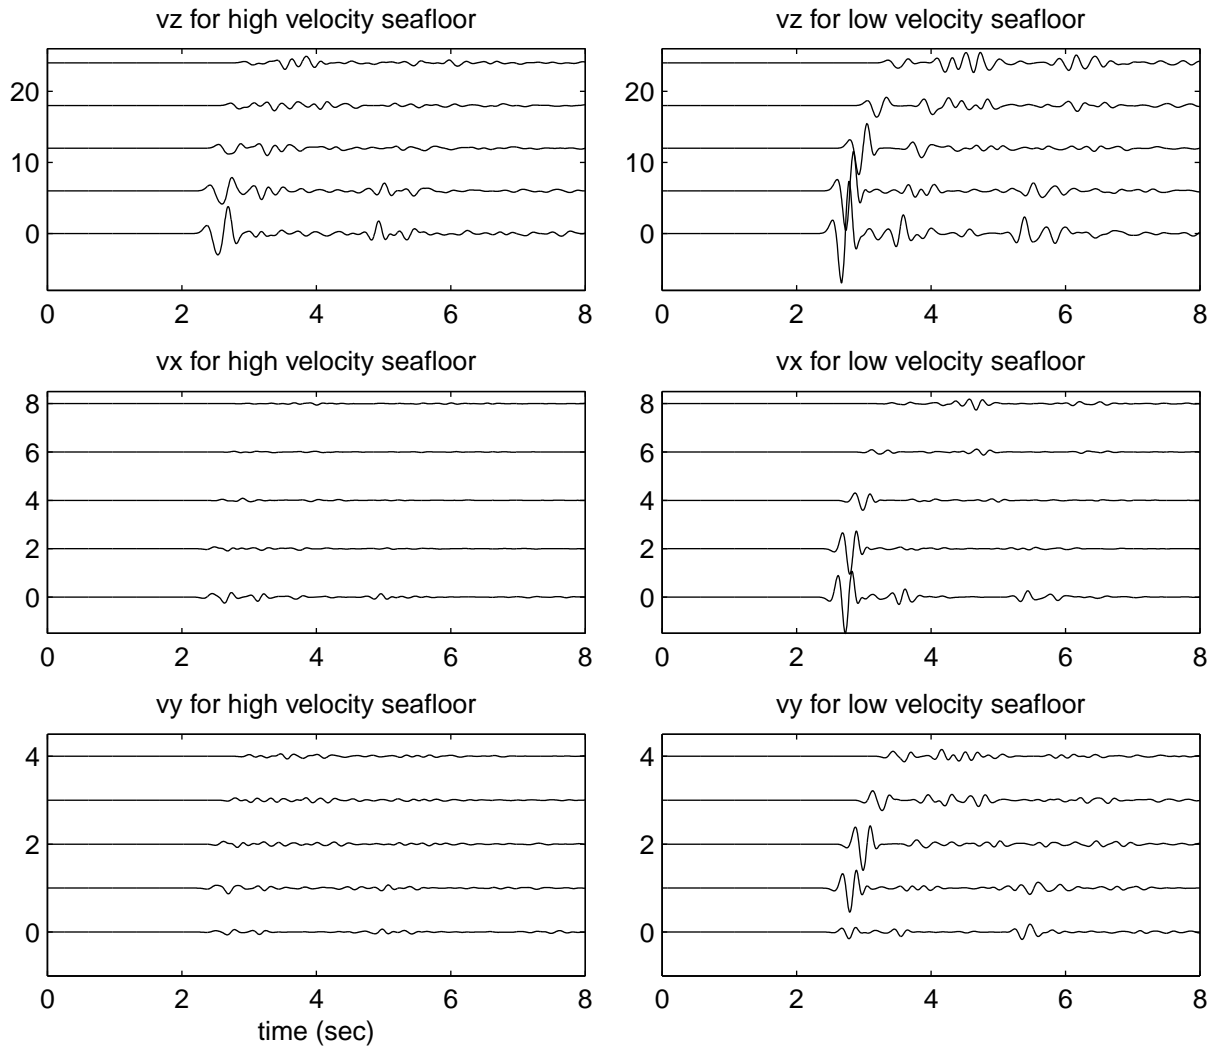 vz for high velocity seafloor
vz for low velocity seafloor
20
10
0
0 2 4 6 8
20
10
0
0 2 4 6 8
vx for high velocity seafloor
vx for low velocity seafloor
8
6
4
2
0
0 2 4 6 8
8
6
4
2
0
0 2 4 6 8
vy for high velocity seafloor
vy for low velocity seafloor
4
2
0
0 2 4 6 8
4
2
0
0 2 4 6 8
time (sec)